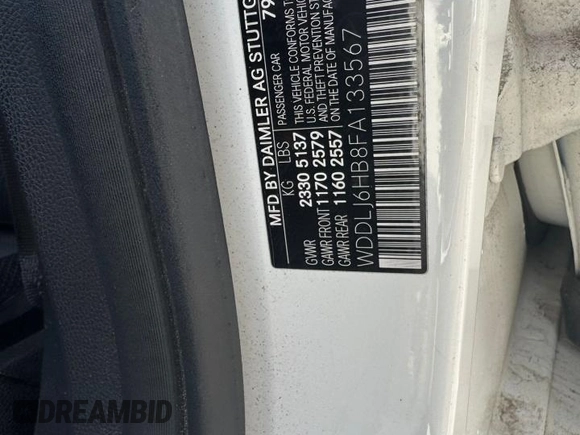 MFD BY DAIMLER AG STUTTG
79
KG LBS PASSENGER CAR
GVWR 2330 5137
GAWR FRONT 1170 2579
GAWR REAR 1160 2557
THIS VEHICLE CONFORMS T
U.S. FEDERAL MOTOR VEHIC
AND THEFT PREVENTION ST
ON THE DATE OF MANUFAC
WDDLJ6HB8FA133567
DREAMBID